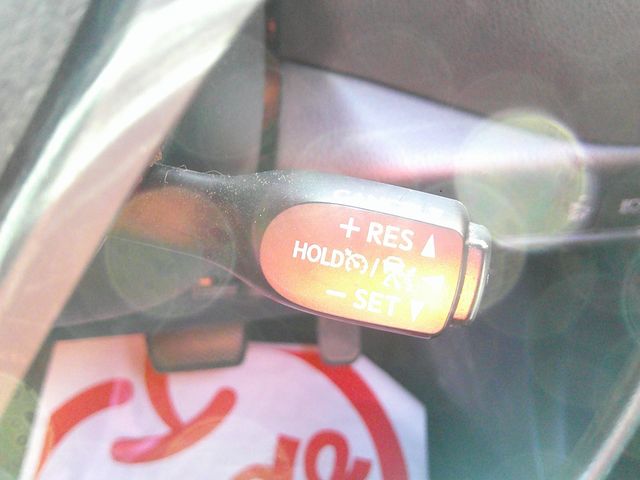 + RES ▲
HOLD /
− SET ▼